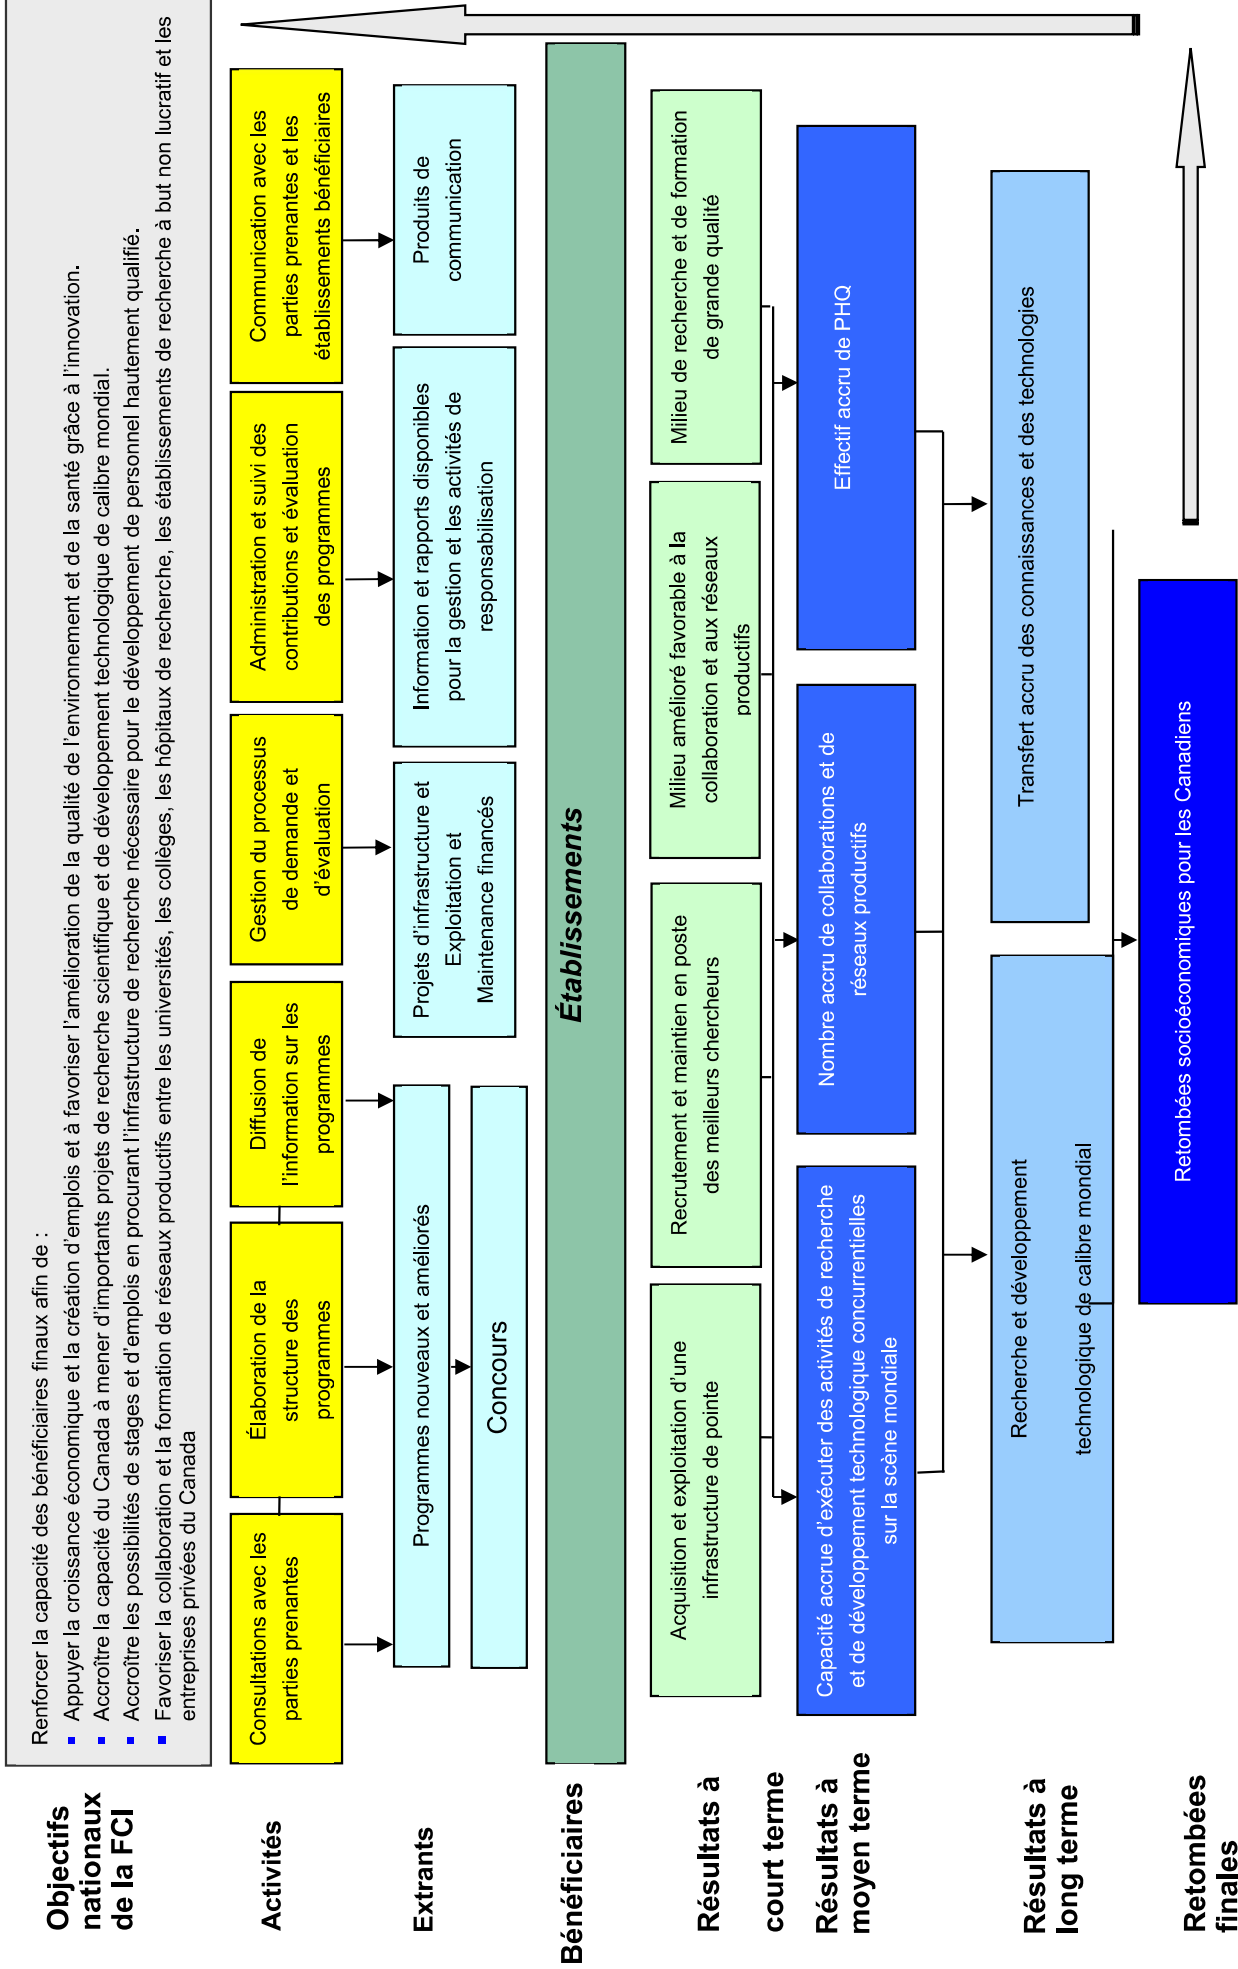 Objectifs
nationaux
de la FCI
Renforcer la capacité des bénéficiaires finaux afin de :
Appuyer la croissance économique et la création d'emplois et à favoriser l'amélioration de la qualité de l'environnement et de la santé grâce à l'innovation.
Accroître la capacité du Canada à mener d'importants projets de recherche scientifique et de développement technologique de calibre mondial.
Accroître les possibilités de stages et d'emplois en procurant l'infrastructure de recherche nécessaire pour le développement de personnel hautement qualifié.
Favoriser la collaboration et la formation de réseaux productifs entre les universités, les collèges, les hôpitaux de recherche, les établissements de recherche à but non lucratif et les
entreprises privées du Canada
Activités
Consultations avec les
parties prenantes
Élaboration de la
structure des
programmes
Diffusion de
l'information sur les
programmes
Gestion du processus
de demande et
d'évaluation
Administration et suivi des
contributions et évaluation
des programmes
Communication avec les
parties prenantes et les
établissements bénéficiaires
Extrants
Programmes nouveaux et améliorés
Concours
Projets d'infrastructure et
Exploitation et
Maintenance financés
Information et rapports disponibles
pour la gestion et les activités de
responsabilisation
Produits de
communication
Bénéficiaires
Établissements
Résultats à
court terme
Acquisition et exploitation d'une
infrastructure de pointe
Recrutement et maintien en poste
des meilleurs chercheurs
Milieu amélioré favorable à la
collaboration et aux réseaux
productifs
Milieu de recherche et de formation
de grande qualité
Résultats à
moyen terme
Capacité accrue d'exécuter des activités de recherche
et de développement technologique concurrentielles
sur la scène mondiale
Nombre accru de collaborations et de
réseaux productifs
Effectif accru de PHQ
Résultats à
long terme
Recherche et développement
technologique de calibre mondial
Transfert accru des connaissances et des technologies
Retombées
finales
Retombées socioéconomiques pour les Canadiens